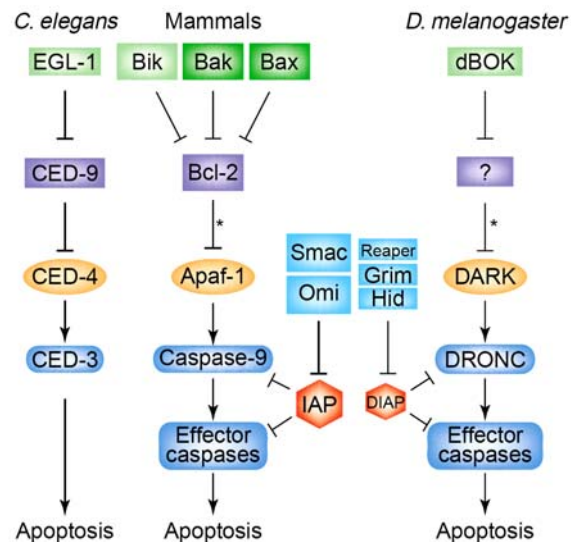 C. elegans Mammals D. melanogaster
EGL-1 Bik Bak Bax dBOK
CED-9 Bcl-2 ?
* *
Smac Reaper
CED-4 Apaf-1 Omi Grim DARK
Hid
CED-3 Caspase-9 DRONC
IAP DIAP
Effector Effector
caspases caspases
Apoptosis Apoptosis Apoptosis